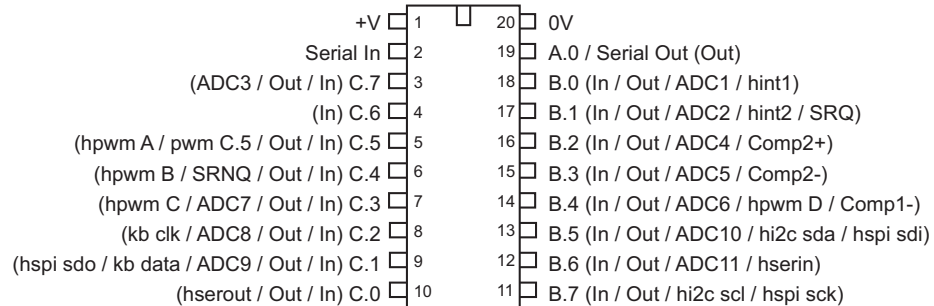 +V 1 20 0V
Serial In 2 19 A.0 / Serial Out (Out)
(ADC3 / Out / In) C.7 3 18 B.0 (In / Out / ADC1 / hint1)
(In) C.6 4 17 B.1 (In / Out / ADC2 / hint2 / SRQ)
(hpwm A / pwm C.5 / Out / In) C.5 5 16 B.2 (In / Out / ADC4 / Comp2+)
(hpwm B / SRNQ / Out / In) C.4 6 15 B.3 (In / Out / ADC5 / Comp2-)
(hpwm C / ADC7 / Out / In) C.3 7 14 B.4 (In / Out / ADC6 / hpwm D / Comp1-)
(kb clk / ADC8 / Out / In) C.2 8 13 B.5 (In / Out / ADC10 / hi2c sda / hspi sdi)
(hspi sdo / kb data / ADC9 / Out / In) C.1 9 12 B.6 (In / Out / ADC11 / hserin)
(hserout / Out / In) C.0 10 11 B.7 (In / Out / hi2c scl / hspi sck)